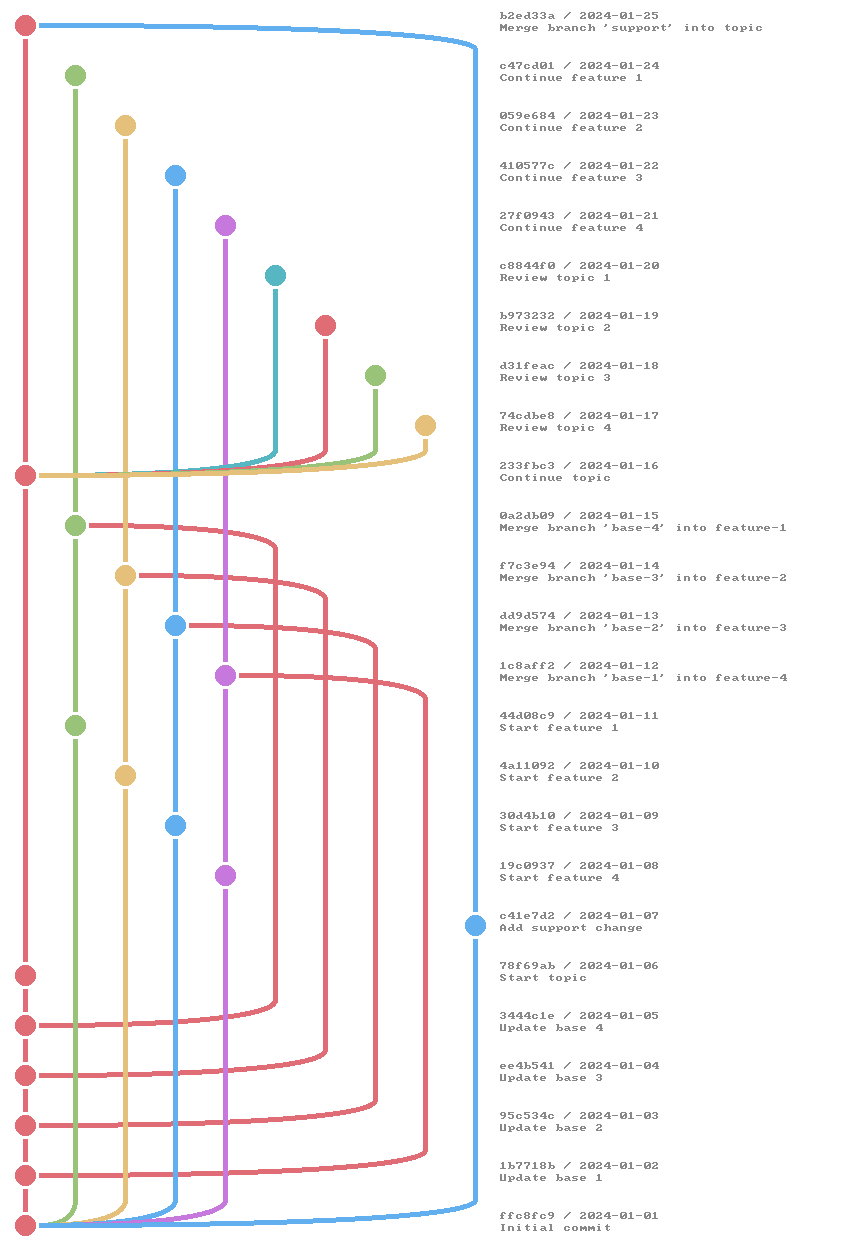 b2ed33a / 2024-01-25
Merge branch 'support' into topic
c47cd01 / 2024-01-24
Continue feature 1
059e684 / 2024-01-23
Continue feature 2
410577c / 2024-01-22
Continue feature 3
27f0943 / 2024-01-21
Continue feature 4
c8844f0 / 2024-01-20
Review topic 1
b973232 / 2024-01-19
Review topic 2
d31feac / 2024-01-18
Review topic 3
74cdbe8 / 2024-01-17
Review topic 4
233fbc3 / 2024-01-16
Continue topic
0a2db09 / 2024-01-15
Merge branch 'base-4' into feature-1
f7c3e94 / 2024-01-14
Merge branch 'base-3' into feature-2
dd9d574 / 2024-01-13
Merge branch 'base-2' into feature-3
1c8aff2 / 2024-01-12
Merge branch 'base-1' into feature-4
44d08c9 / 2024-01-11
Start feature 1
4a11092 / 2024-01-10
Start feature 2
30d4b10 / 2024-01-09
Start feature 3
19c0937 / 2024-01-08
Start feature 4
c41e7d2 / 2024-01-07
Add support change
78f69ab / 2024-01-06
Start topic
3444c1e / 2024-01-05
Update base 4
ee4b541 / 2024-01-04
Update base 3
95c534c / 2024-01-03
Update base 2
1b7718b / 2024-01-02
Update base 1
ffc8fc9 / 2024-01-01
Initial commit